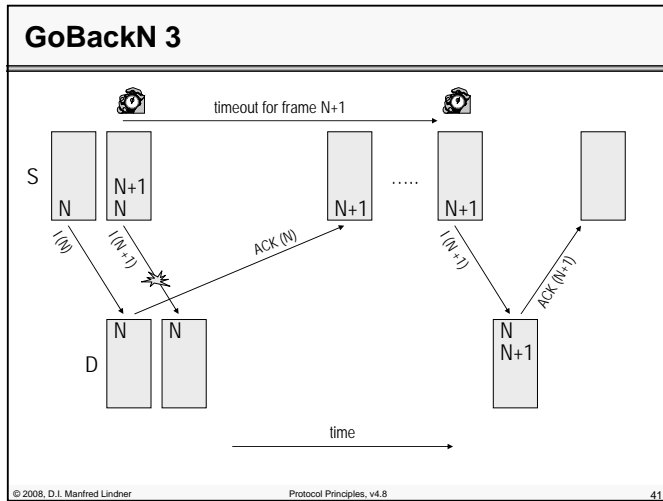 GoBackN 3
timeout for frame N+1
S
N
N+1
N
N+1
.....
N+1
I (N)
I (N+1)
ACK (N)
I (N +1)
ACK (N+1)
D
N
N
N
N+1
time
© 2008, D.I. Manfred Lindner
Protocol Principles, v4.8
41